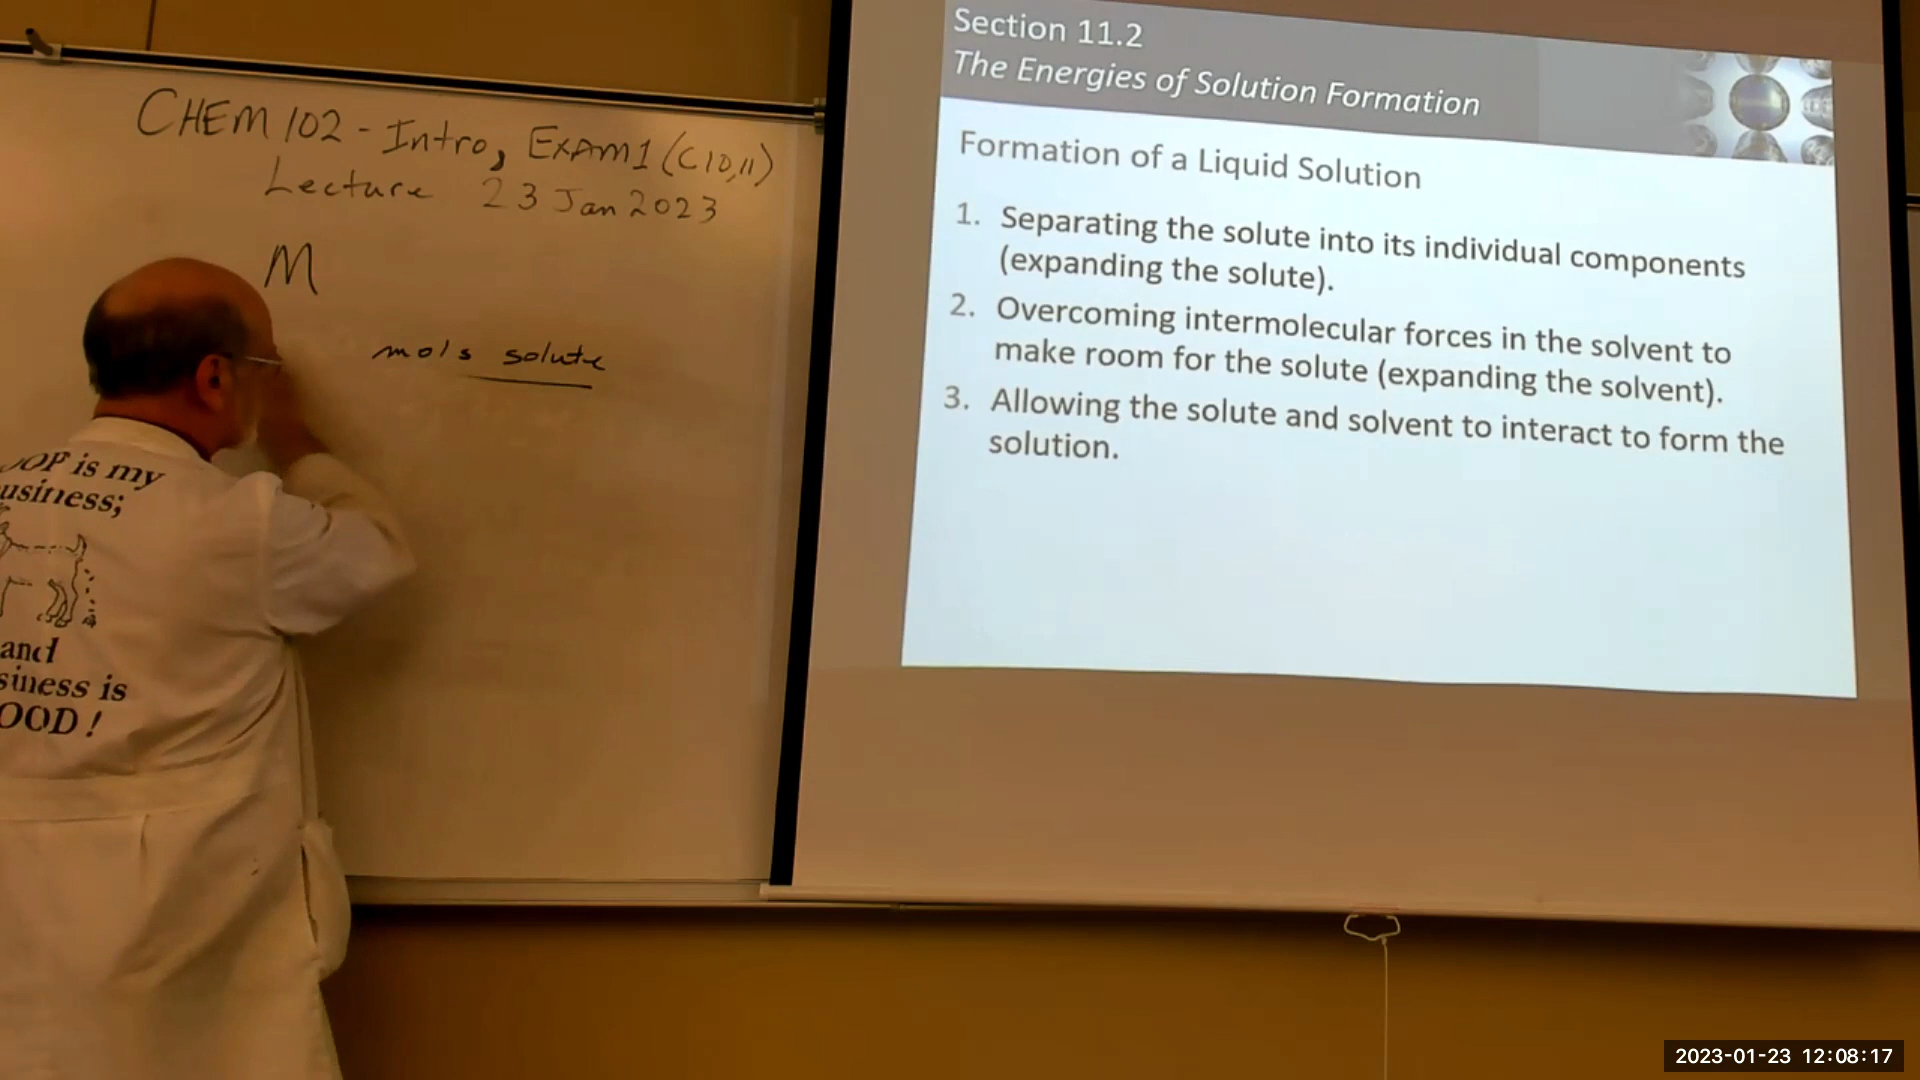 CHEM 102 - Intro, EXAM1 (C10,11)
Lecture 23 Jan 2023
M
mols solute
is my
and
is
Section 11.2
The Energies of Solution Formation
Formation of a Liquid Solution
1. Separating the solute into its individual components
(expanding the solute).
2. Overcoming intermolecular forces in the solvent to
make room for the solute (expanding the solvent).
3. Allowing the solute and solvent to interact to form the
solution.
2023-01-23 12:08:17